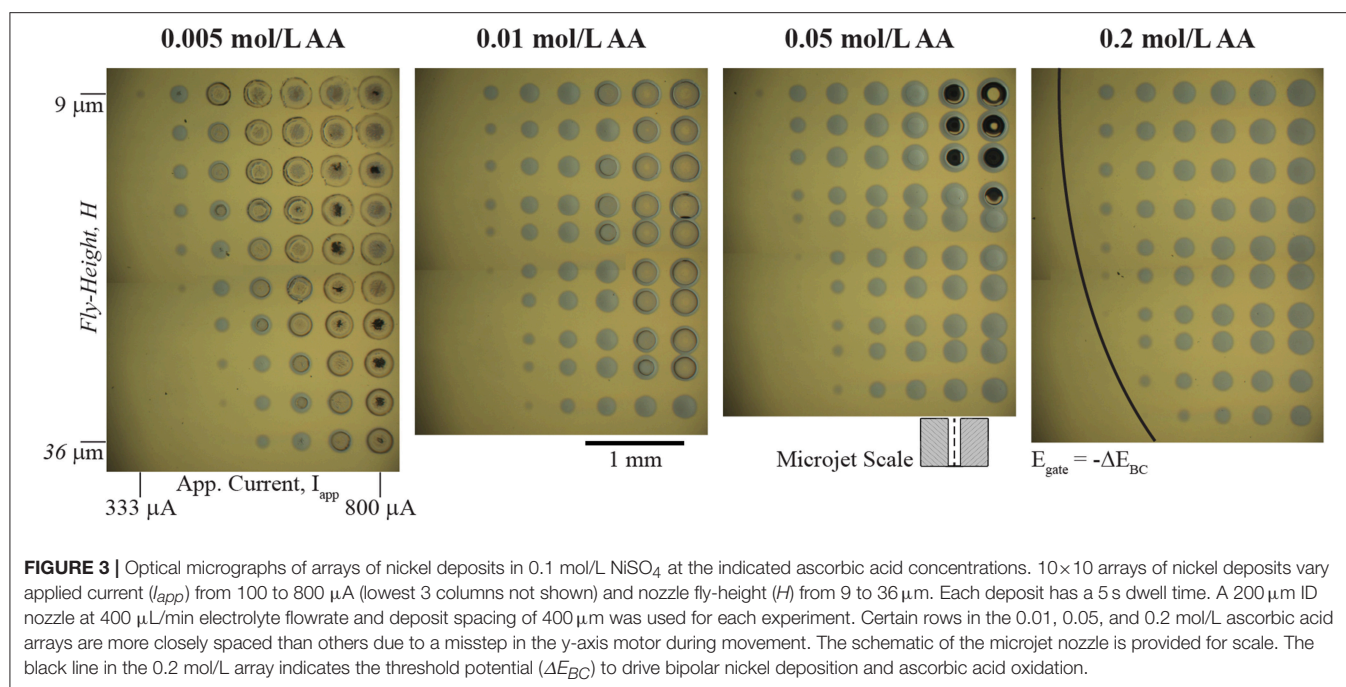 0.005 mol/L AA
0.01 mol/L AA
0.05 mol/L AA
0.2 mol/L AA
9 μm
Fly-Height, H
36 μm
App. Current, Iapp
333 μA
800 μA
1 mm
Microjet Scale
Egate = -ΔEBC
FIGURE 3 | Optical micrographs of arrays of nickel deposits in 0.1 mol/L NiSO4 at the indicated ascorbic acid concentrations. 10×10 arrays of nickel deposits vary
applied current (Iapp) from 100 to 800 μA (lowest 3 columns not shown) and nozzle fly-height (H) from 9 to 36 μm. Each deposit has a 5 s dwell time. A 200 μm ID
nozzle at 400 μL/min electrolyte flowrate and deposit spacing of 400 μm was used for each experiment. Certain rows in the 0.01, 0.05, and 0.2 mol/L ascorbic acid
arrays are more closely spaced than others due to a misstep in the y-axis motor during movement. The schematic of the microjet nozzle is provided for scale. The
black line in the 0.2 mol/L array indicates the threshold potential (ΔEBC) to drive bipolar nickel deposition and ascorbic acid oxidation.